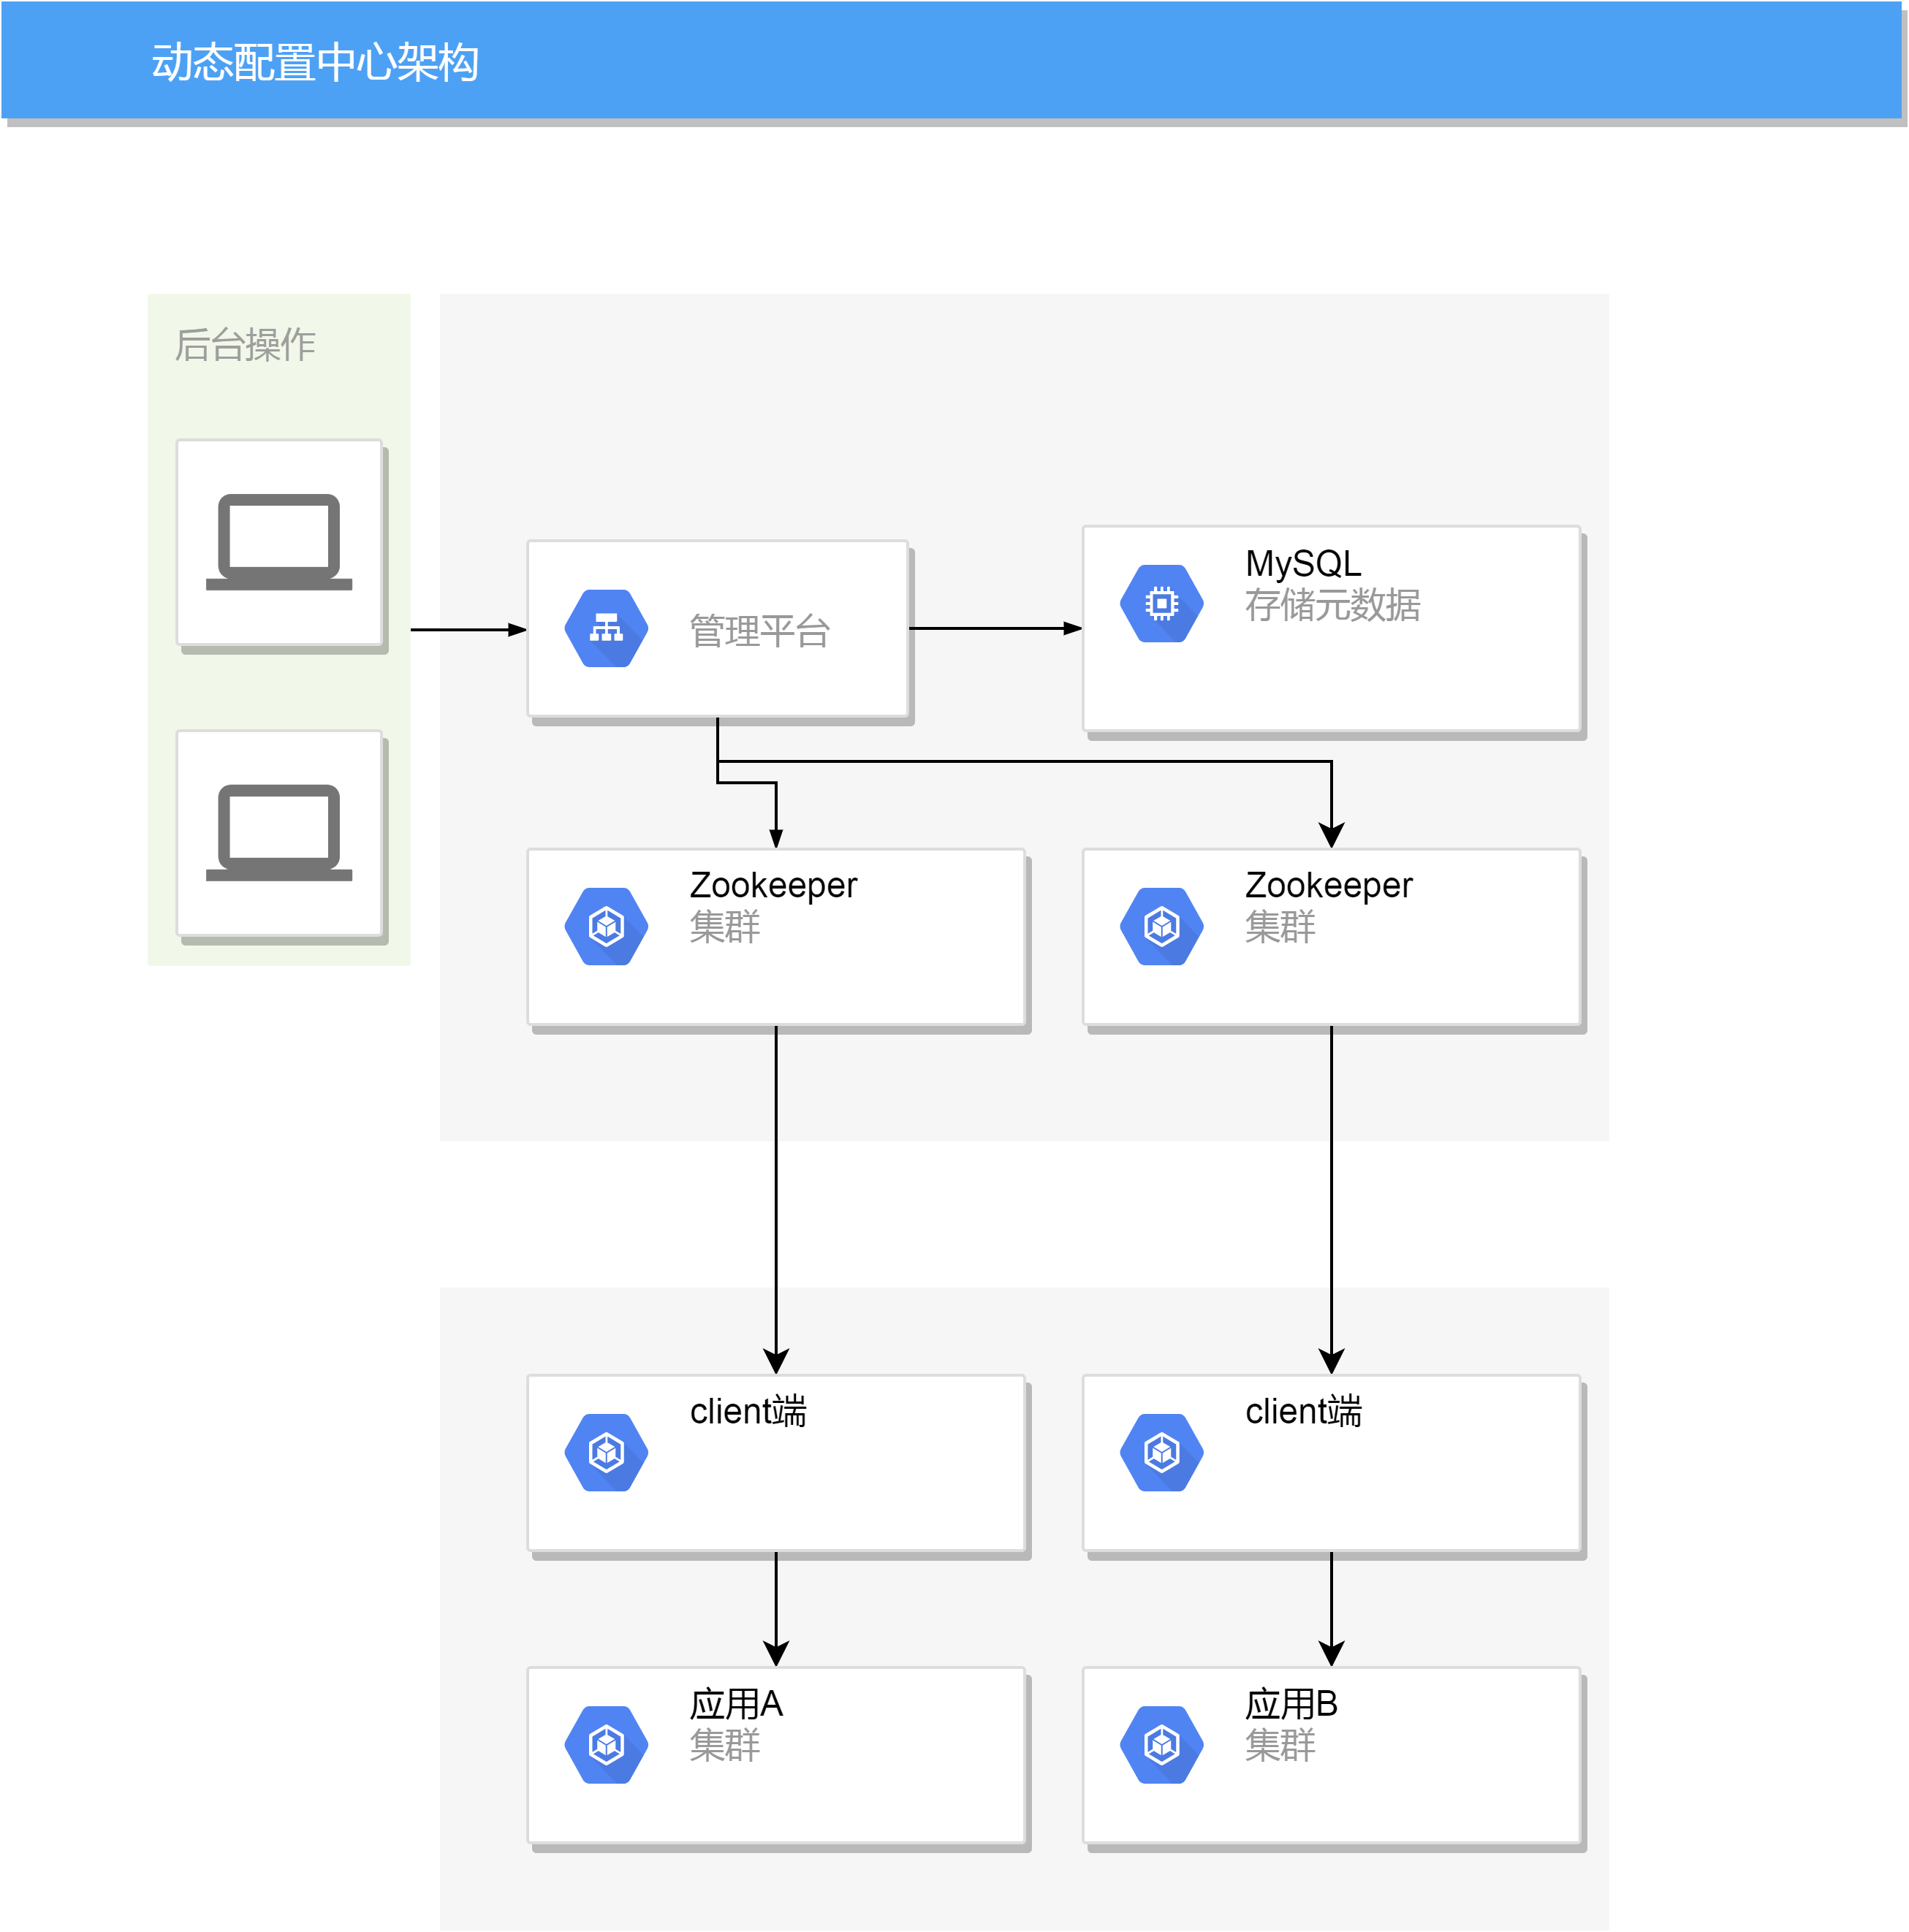 动态配置中心架构
后台操作
管理平台
MySQL
存储元数据
Zookeeper
集群
Zookeeper
集群
client端
client端
应用A
集群
应用B
集群